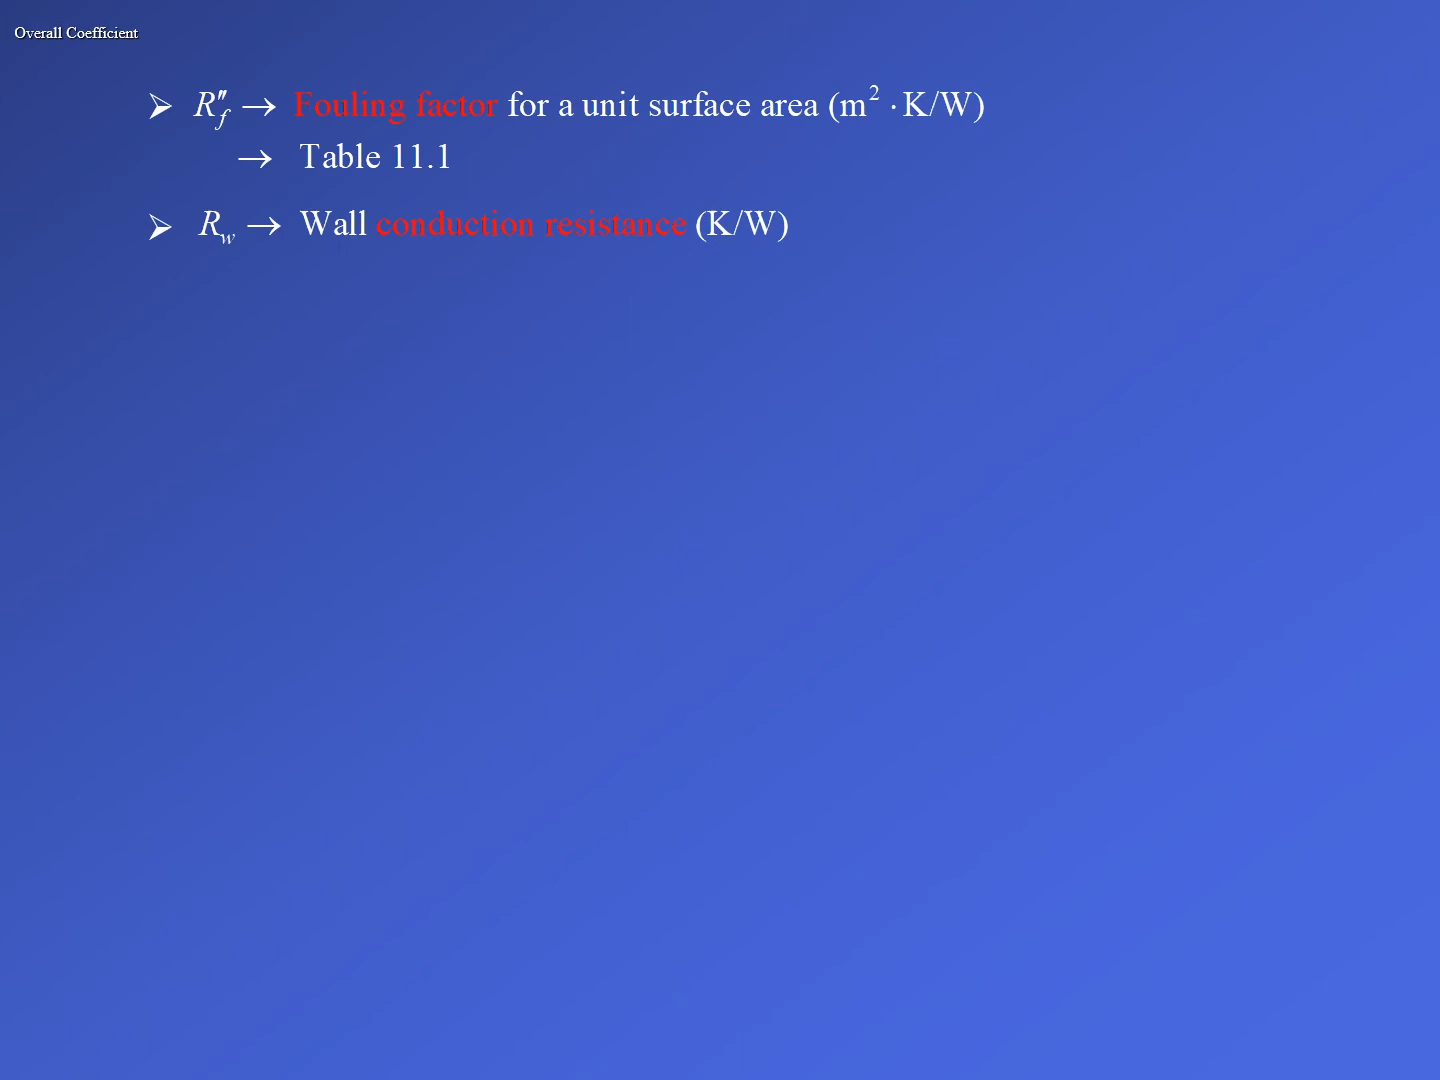 Overall Coefficient
➢ R″f → Fouling factor for a unit surface area (m² · K/W)
→ Table 11.1
➢ Rw → Wall conduction resistance (K/W)